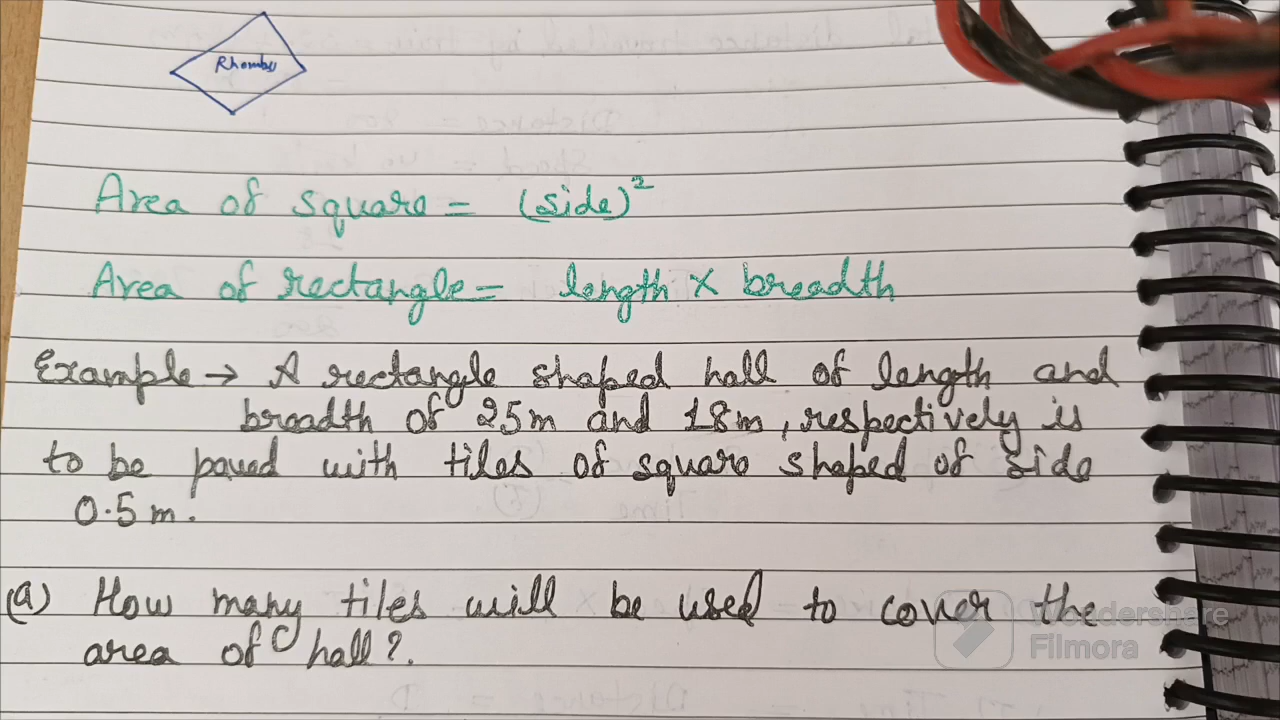 Rhombus
Area of square = (side)²
Area of rectangle = length × breadth
Example → A rectangle shaped hall of length and
breadth of 25m and 18m, respectively is
to be paved with tiles of square shaped of side
0.5m.
(a) How many tiles will be used to cover the
area of hall?.
Wondershare
Filmora